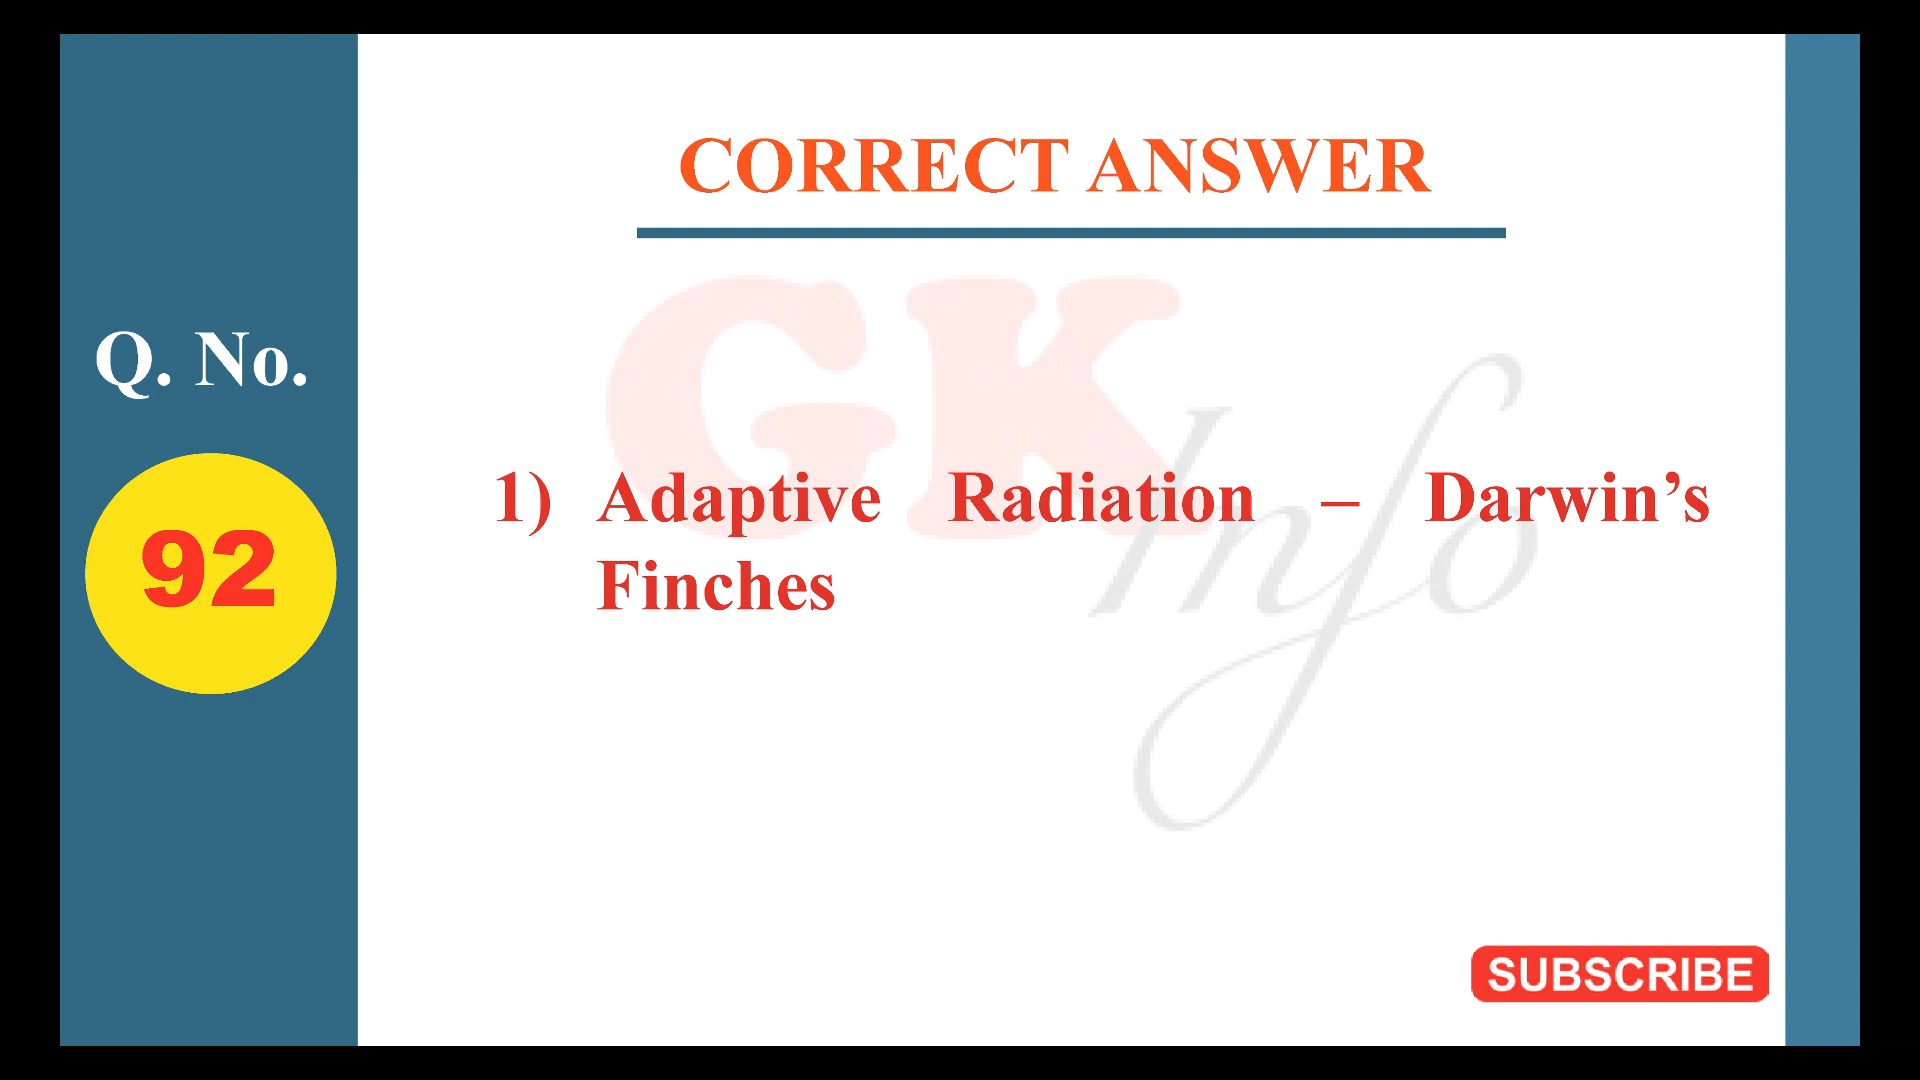 CORRECT ANSWER
GK
Info
Q. No.
92
1) Adaptive Radiation – Darwin’s
Finches
SUBSCRIBE